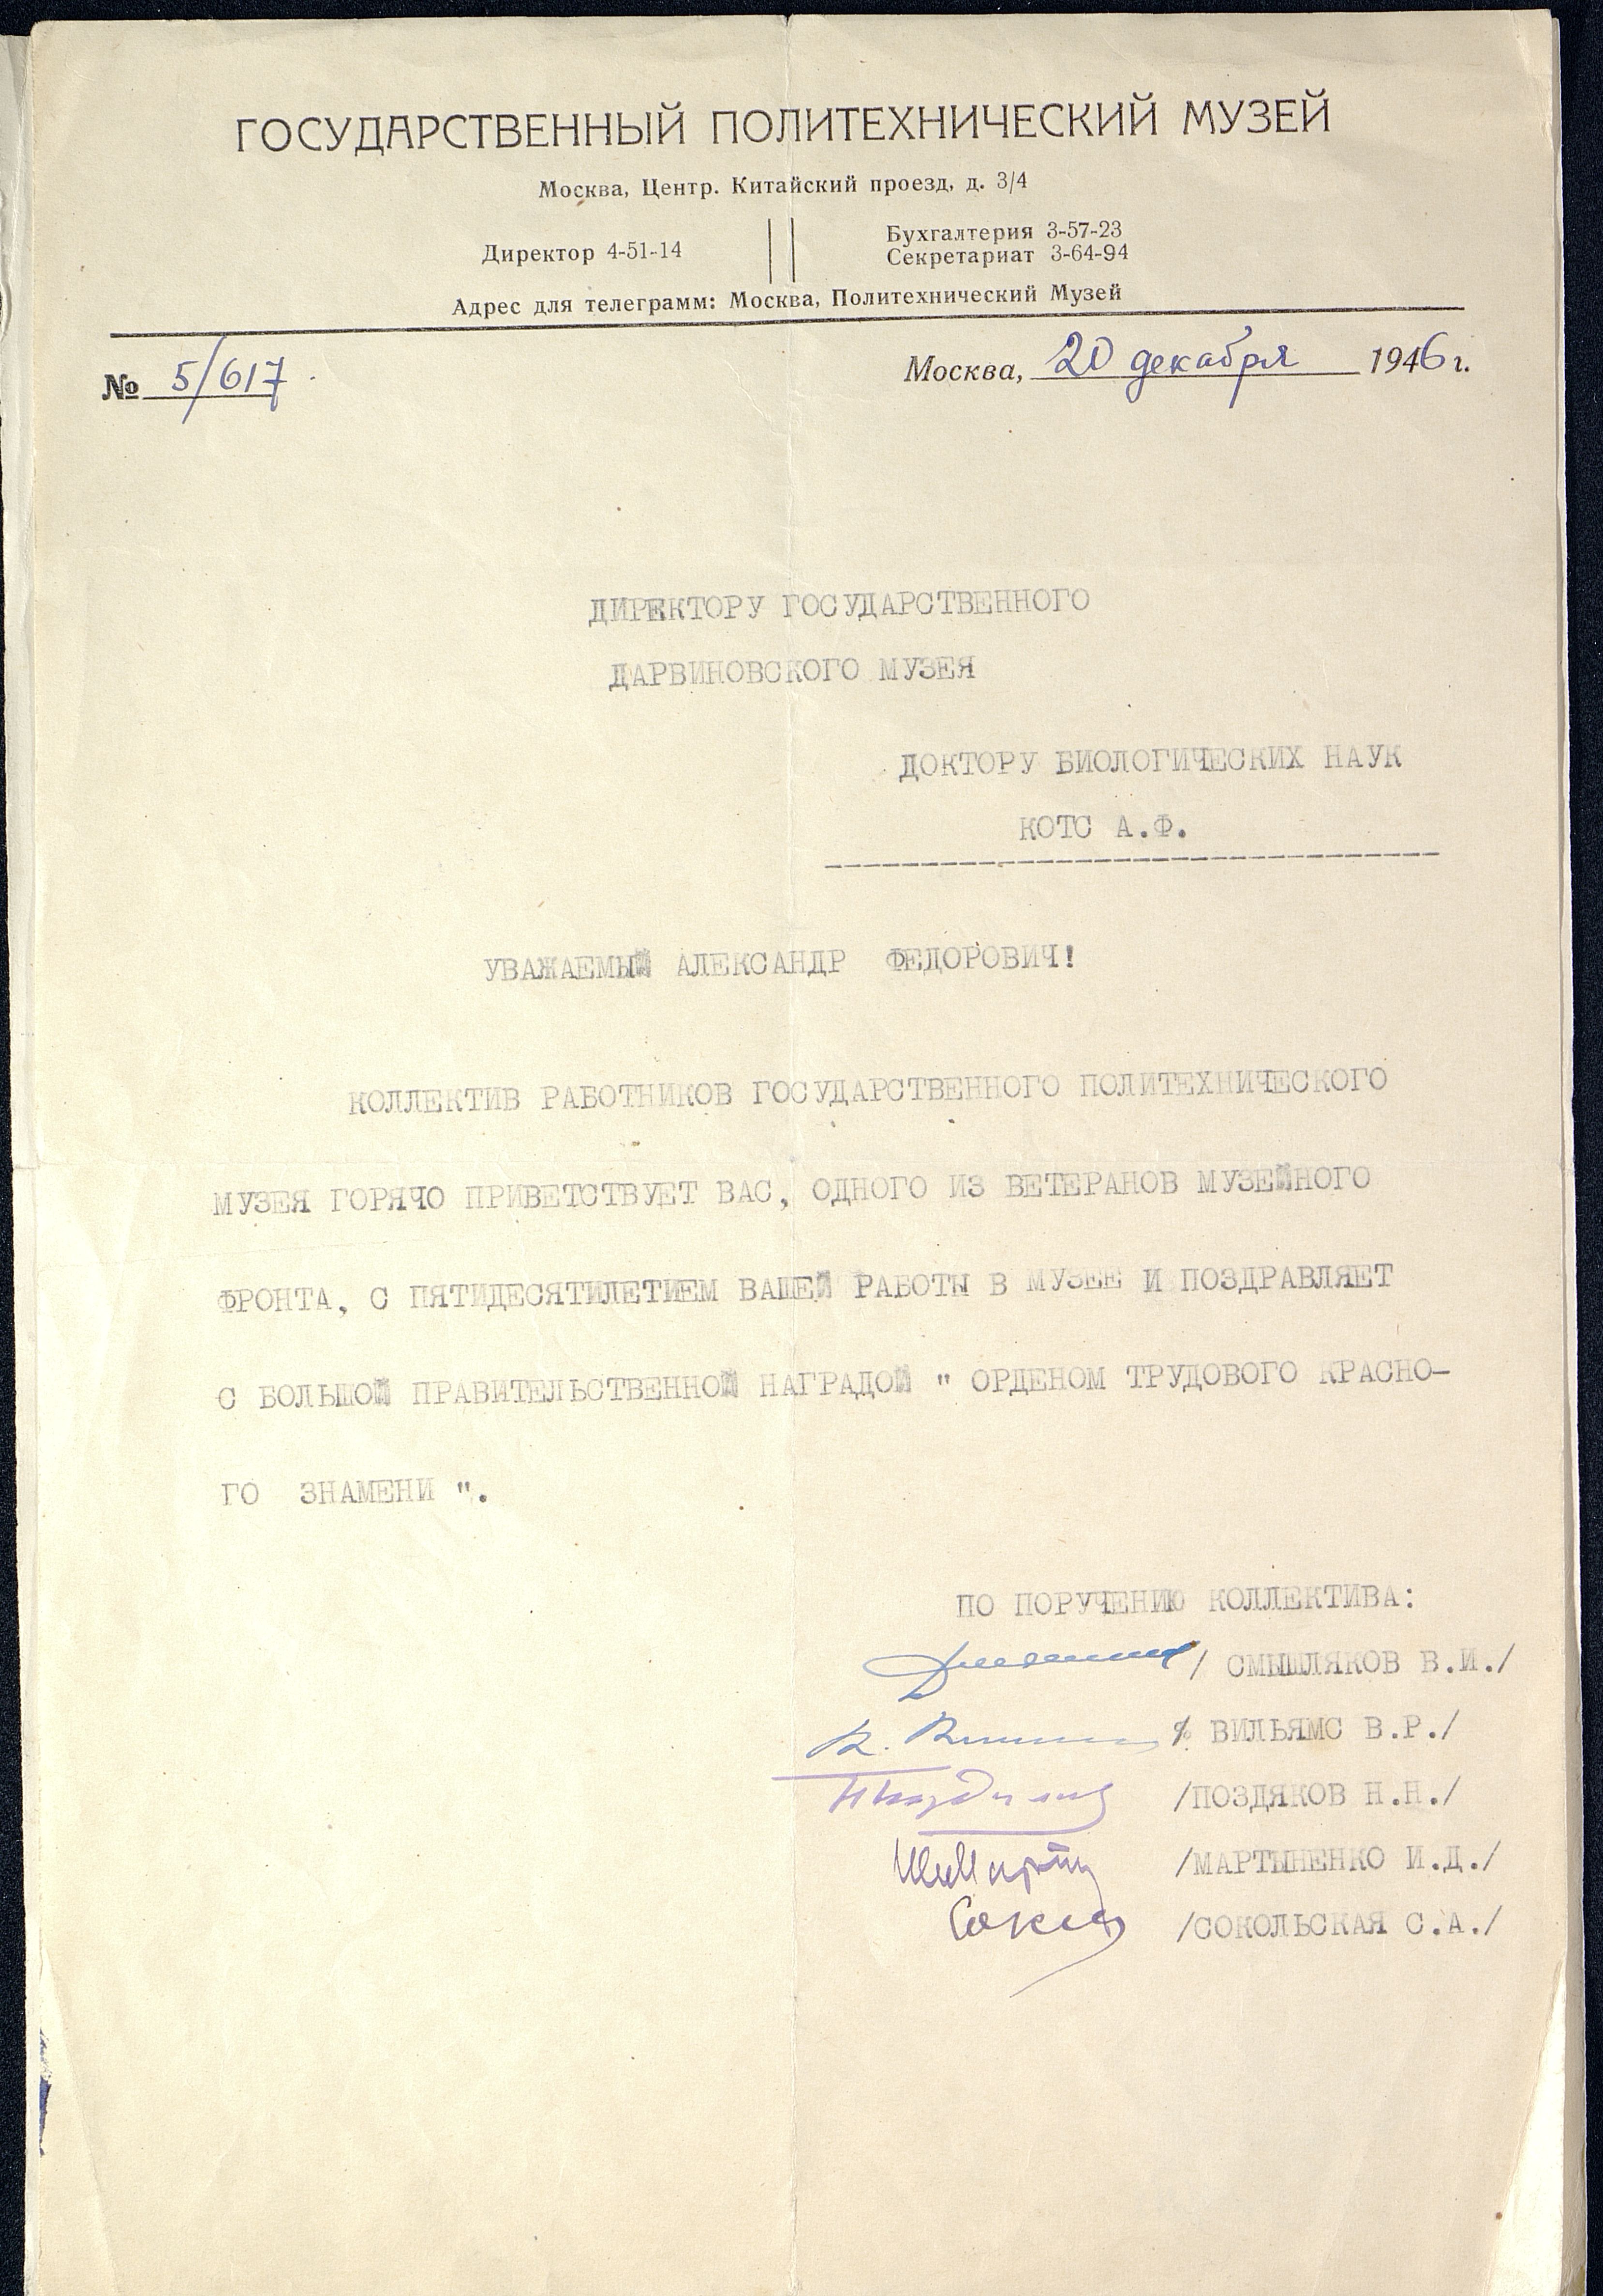 ГОСУДАРСТВЕННЫЙ ПОЛИТЕХНИЧЕСКИЙ МУЗЕЙ
Москва, Центр. Китайский проезд, д. 3/4
Директор 4-51-14
Бухгалтерия 3-57-23
Секретариат 3-64-94
Адрес для телеграмм: Москва, Политехнический Музей
№ 5/617
Москва, 20 декабря 1946 г.
ДИРЕКТОРУ ГОСУДАРСТВЕННОГО
ДАРВИНОВСКОГО МУЗЕЯ
ДОКТОРУ БИОЛОГИЧЕСКИХ НАУК
КОТС А.Ф.
УВАЖАЕМЫЙ АЛЕКСАНДР ФЕДОРОВИЧ!
КОЛЛЕКТИВ РАБОТНИКОВ ГОСУДАРСТВЕННОГО ПОЛИТЕХНИЧЕСКОГО
МУЗЕЯ ГОРЯЧО ПРИВЕТСТВУЕТ ВАС, ОДНОГО ИЗ ВЕТЕРАНОВ МУЗЕЙНОГО
ФРОНТА, С ПЯТИДЕСЯТИЛЕТИЕМ ВАШЕЙ РАБОТЫ В МУЗЕЕ И ПОЗДРАВЛЯЕТ
С БОЛЬШОЙ ПРАВИТЕЛЬСТВЕННОЙ НАГРАДОЙ " ОРДЕНОМ ТРУДОВОГО КРАСНО-
ГО ЗНАМЕНИ ".
ПО ПОРУЧЕНИЮ КОЛЛЕКТИВА:
/ СМЫШЛЯКОВ В.И./
/ ВИЛЬЯМС В.Р./
/ПОЗДЯКОВ Н.Н./
/МАРТЫНЕНКО И.Д./
/СОКОЛЬСКАЯ С.А./